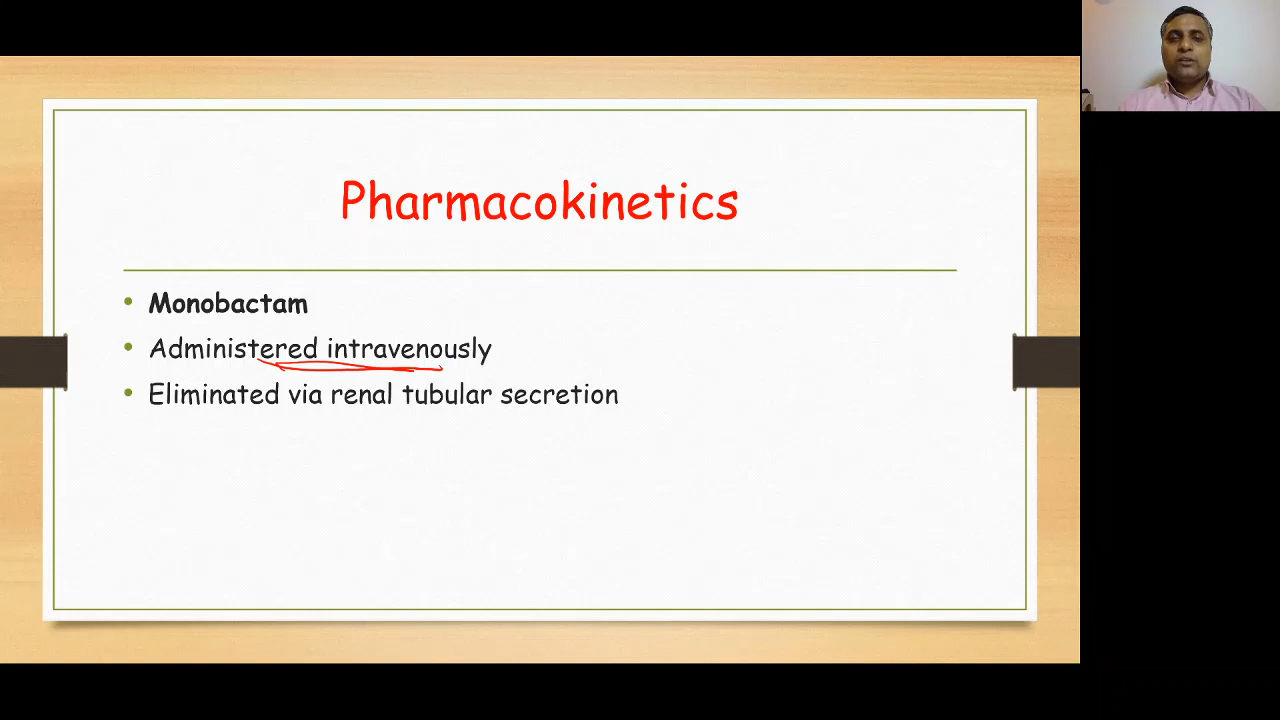 Pharmacokinetics
• Monobactam
• Administered intravenously
• Eliminated via renal tubular secretion